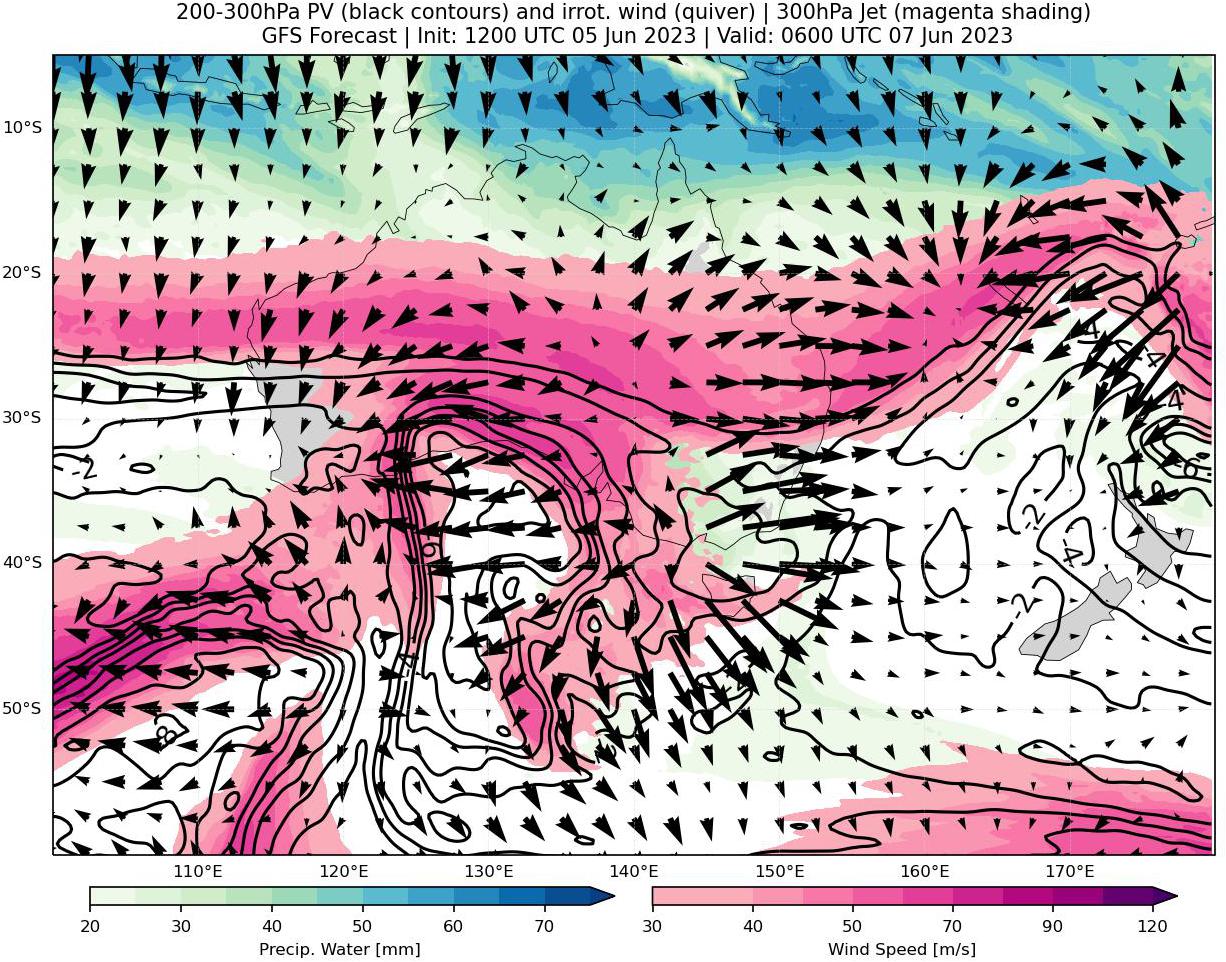 200-300hPa PV (black contours) and irrot. wind (quiver) | 300hPa Jet (magenta shading)
GFS Forecast | Init: 1200 UTC 05 Jun 2023 | Valid: 0600 UTC 07 Jun 2023
10°S
20°S
30°S
40°S
50°S
110°E 120°E 130°E 140°E 150°E 160°E 170°E
20 30 40 50 60 70
Precip. Water [mm]
30 40 50 70 90 120
Wind Speed [m/s]
-2
-2
-4
-2
-4